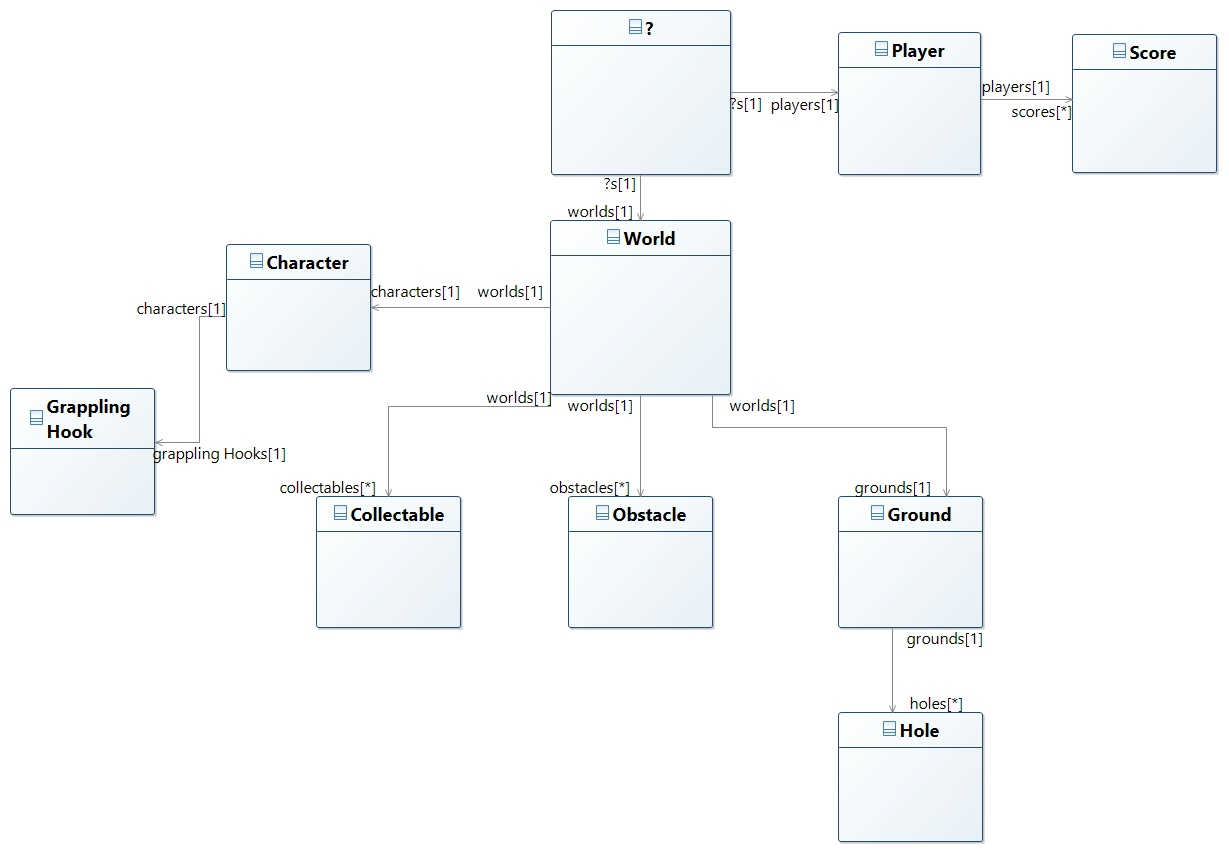 ?
Player
Score
players[1]
?s[1] players[1]
scores[*]
?s[1]
worlds[1]
World
Character
characters[1] worlds[1]
characters[1]
Grappling
Hook
grappling Hooks[1]
worlds[1]
worlds[1]
worlds[1]
collectables[*]
obstacles[*]
grounds[1]
Collectable
Obstacle
Ground
grounds[1]
holes[*]
Hole